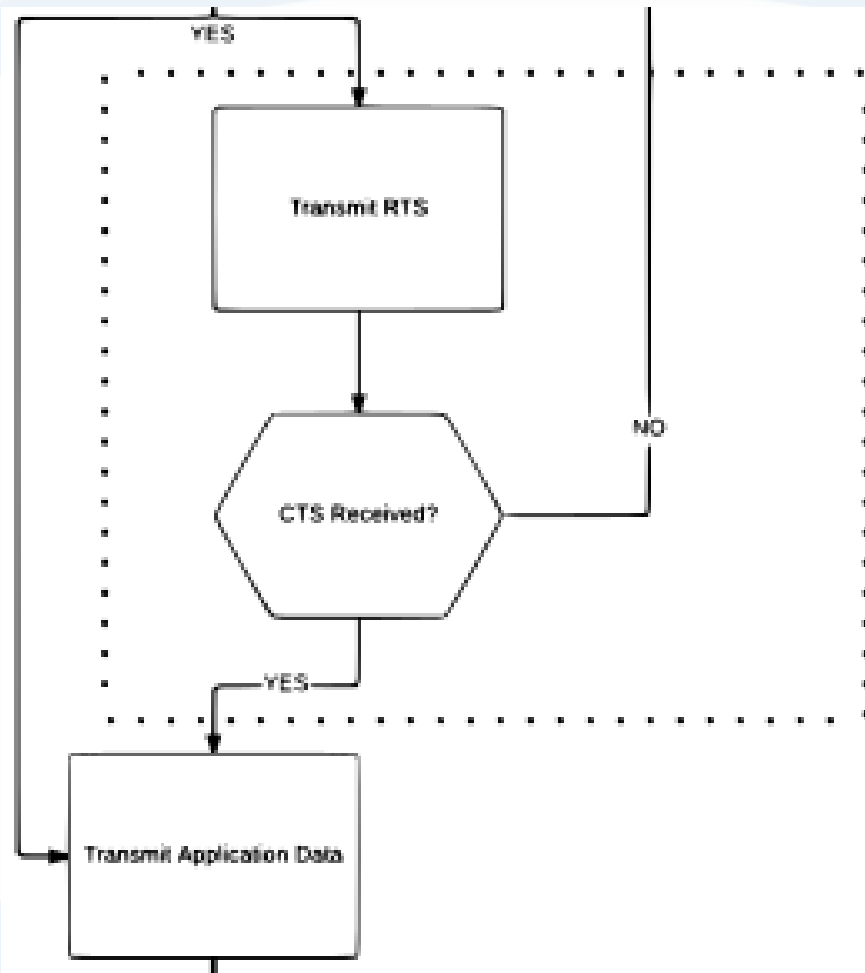 YES
Transmit RTS
NO
CTS Received?
YES
Transmit Application Data